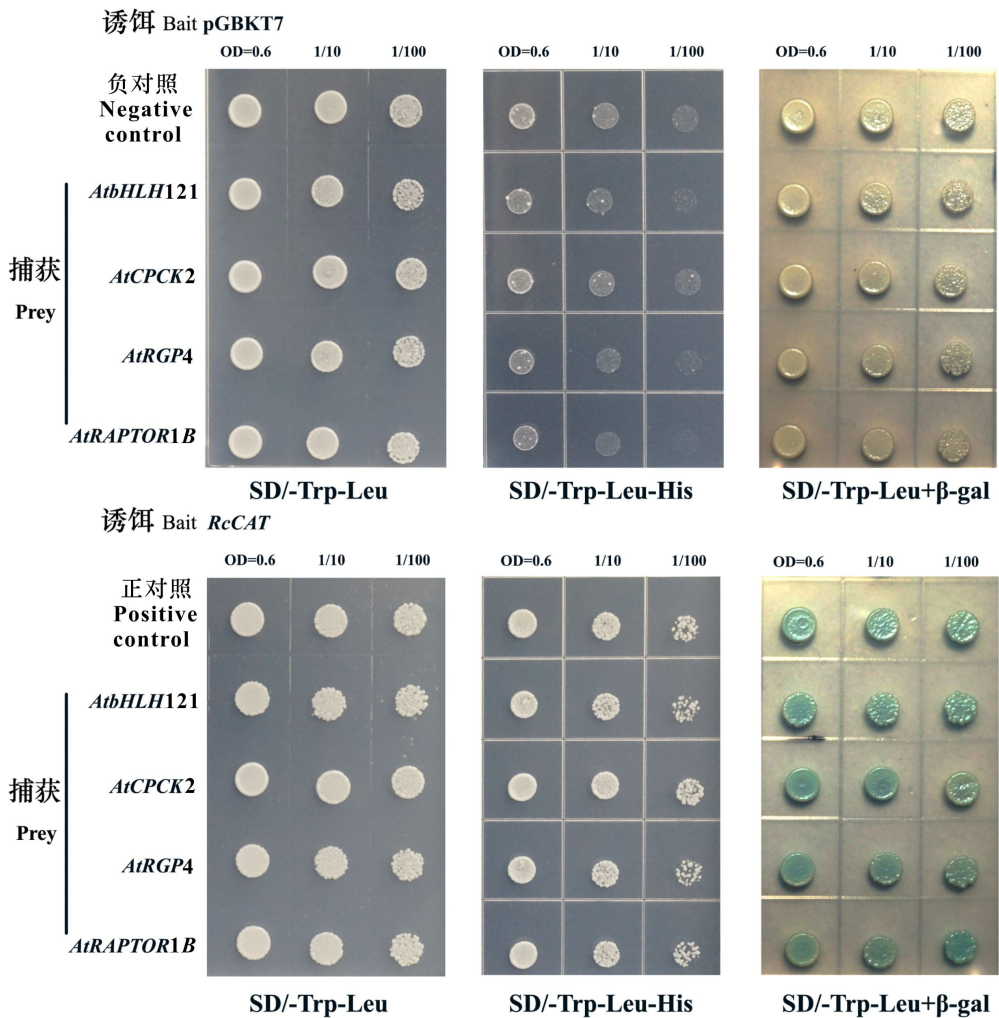 诱饵 Bait pGBKT7
OD=0.6 1/10 1/100 OD=0.6 1/10 1/100 OD=0.6 1/10 1/100
负对照
Negative
control
AtbHLH121
捕获
Prey
AtCPCK2
AtRGP4
AtRAPTOR1B
SD/-Trp-Leu SD/-Trp-Leu-His SD/-Trp-Leu+β-gal
诱饵 Bait RcCAT
OD=0.6 1/10 1/100 OD=0.6 1/10 1/100 OD=0.6 1/10 1/100
正对照
Positive
control
AtbHLH121
捕获
Prey
AtCPCK2
AtRGP4
AtRAPTOR1B
SD/-Trp-Leu SD/-Trp-Leu-His SD/-Trp-Leu+β-gal